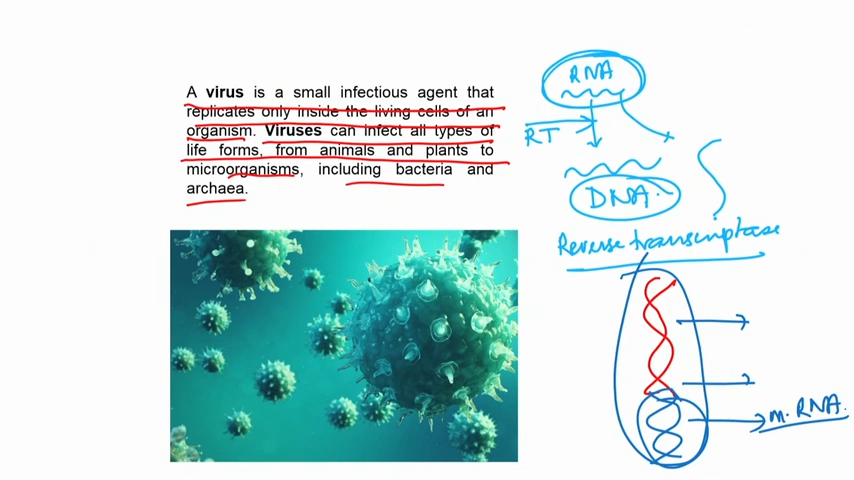 A virus is a small infectious agent that
replicates only inside the living cells of an
organism. Viruses can infect all types of
life forms, from animals and plants to
microorganisms, including bacteria and
archaea.
RNA
RT
DNA.
Reverse transcriptase
m.RNA.